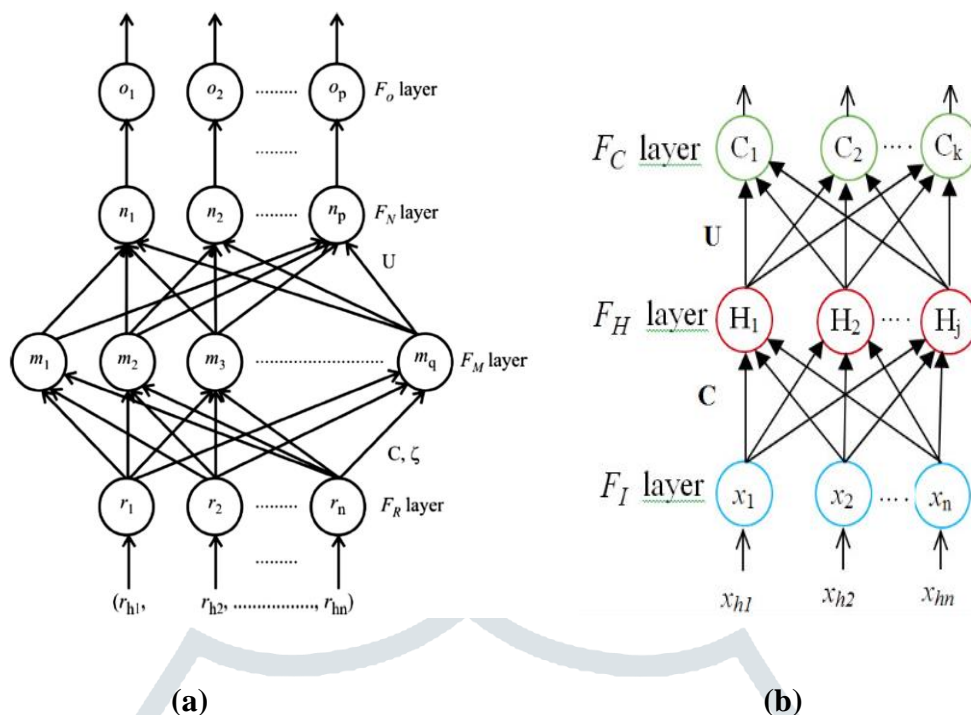 o1 o2 ......... op Fo layer
.........
n1 n2 ......... np FN layer
U
m1 m2 m3 ............................. mq FM layer
C, ζ
r1 r2 ......... rn FR layer
.........
(rh1, rh2, ................., rhn)
(a)
FC layer C1 C2 .... Ck
U
FH layer H1 H2 .... Hj
C
FI layer x1 x2 .... xn
xh1 xh2 xhn
(b)